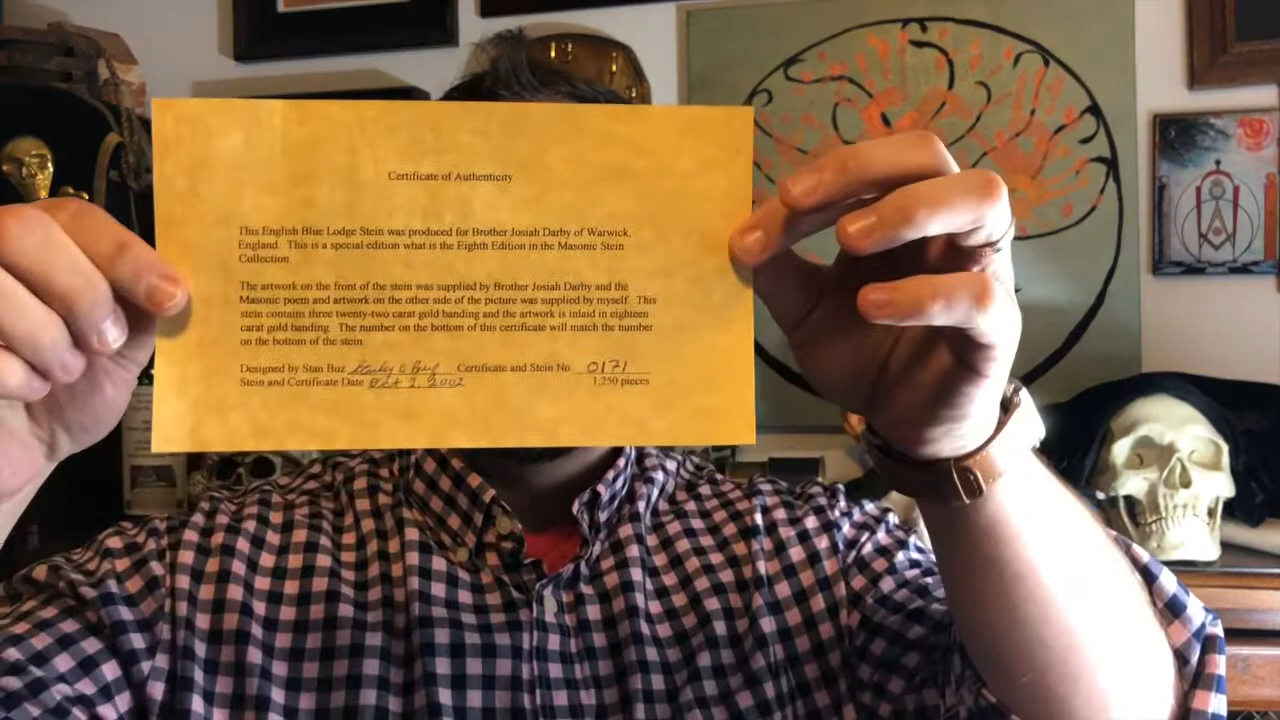 Certificate of Authenticity
This English Blue Lodge Stein was produced for Brother Josiah Darby of Warwick,
England. This is a special edition what is the Eighth Edition in the Masonic Stein
Collection
The artwork on the front of the stein was supplied by Brother Josiah Darby and the
Masonic poem and artwork on the other side of the picture was supplied by myself. This
stein contains three twenty-two carat gold banding and the artwork is inlaid in eighteen
carat gold banding. The number on the bottom of this certificate will match the number
on the bottom of the stein.
Designed by Stan Buz Certificate and Stein No 0171
Stein and Certificate Date Oct 2, 2002 1,250 pieces